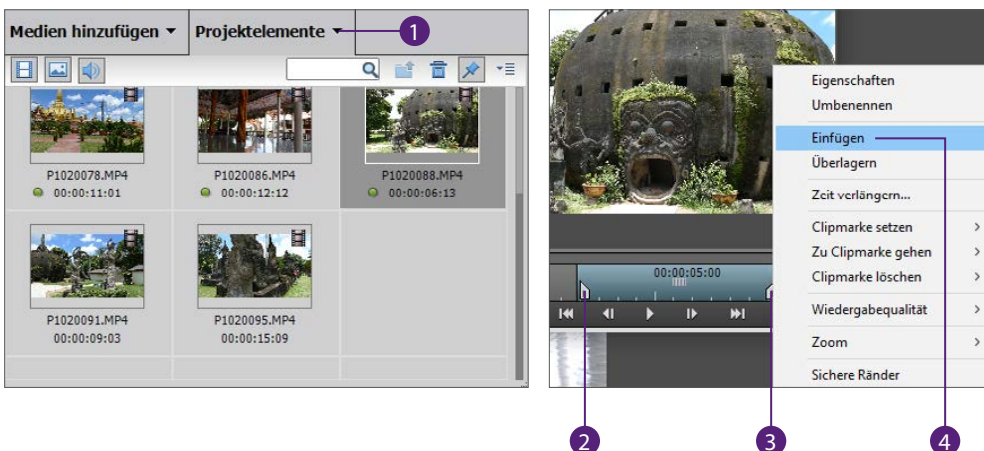 Medien hinzufügen
Projektelemente
1
P1020078.MP4
00:00:11:01
P1020086.MP4
00:00:12:12
P1020088.MP4
00:00:06:13
P1020091.MP4
00:00:09:03
P1020095.MP4
00:00:15:09
00:00:05:00
Eigenschaften
Umbenennen
Einfügen
Überlagern
Zeit verlängern...
Clipmarke setzen
Zu Clipmarke gehen
Clipmarke löschen
Wiedergabequalität
Zoom
Sichere Ränder
2
3
4